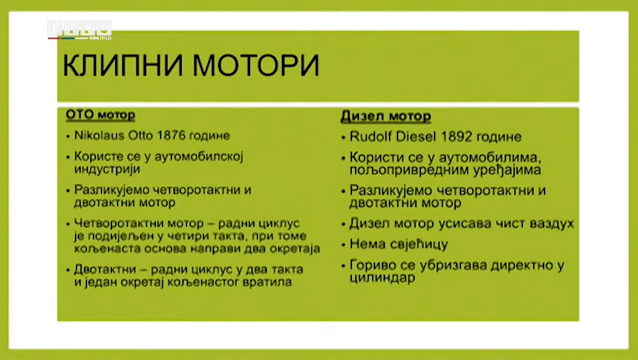 КЛИПНИ МОТОРИ
ОТО мотор
• Nikolaus Otto 1876 године
• Користе се у аутомобилској
индустрији
• Разликујемо четворотактни и
двотактни мотор
• Четворотактни мотор – радни циклус
је подијељен у четири такта, при томе
кољенаста основа направи два окретаја
• Двотактни – радни циклус у два такта
и један окретај кољенастог вратила
Дизел мотор
• Rudolf Diesel 1892 године
• Користи се у аутомобилима,
пољопривредним уређајима
• Разликујемо четворотактни и
двотактни мотор
• Дизел мотор усисава чист ваздух
• Нема свјећицу
• Гориво се убризгава директно у
цилиндар